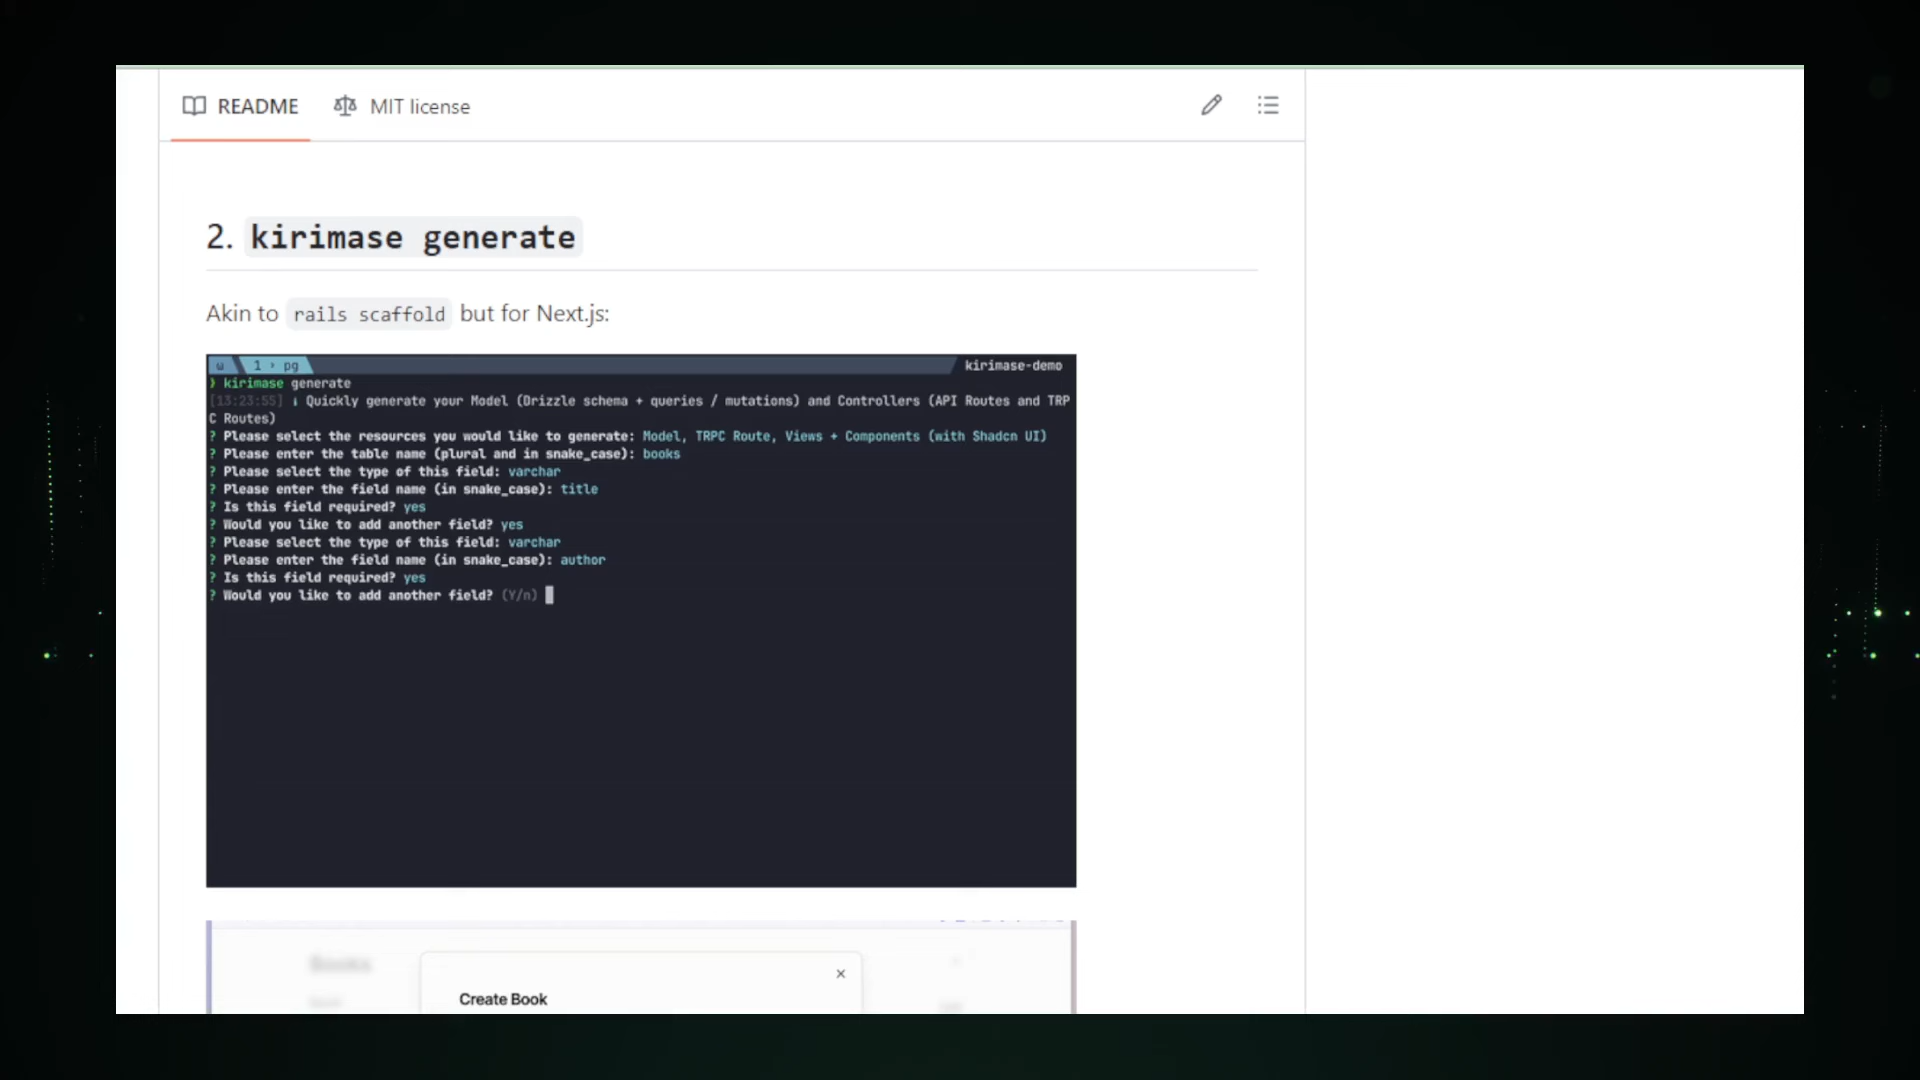 README MIT license
2. kirimase generate
Akin to rails scaffold but for Next.js:
1 › pg kirimase-demo
❯ kirimase generate
[13:23:55] Quickly generate your Model (Drizzle schema + queries / mutations) and Controllers (API Routes and TRP
C Routes)
? Please select the resources you would like to generate: Model, TRPC Route, Views + Components (with Shadcn UI)
? Please enter the table name (plural and in snake_case): books
? Please select the type of this field: varchar
? Please enter the field name (in snake_case): title
? Is this field required? yes
? Would you like to add another field? yes
? Please select the type of this field: varchar
? Please enter the field name (in snake_case): author
? Is this field required? yes
? Would you like to add another field? (Y/n)
Books
Create Book